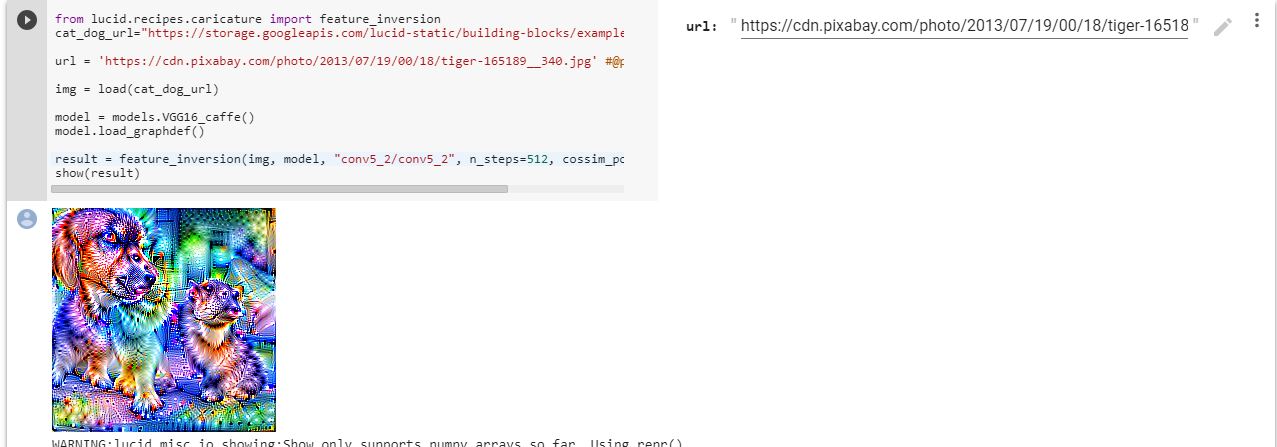 from lucid.recipes.caricature import feature_inversion
cat_dog_url="https://storage.googleapis.com/lucid-static/building-blocks/example
url = 'https://cdn.pixabay.com/photo/2013/07/19/00/18/tiger-165189__340.jpg' #@p
img = load(cat_dog_url)
model = models.VGG16_caffe()
model.load_graphdef()
result = feature_inversion(img, model, "conv5_2/conv5_2", n_steps=512, cossim_po
show(result)
url: "https://cdn.pixabay.com/photo/2013/07/19/00/18/tiger-16518"
WARNING:lucid.misc.io.showing:Show only supports numpy arrays so far. Using repr()